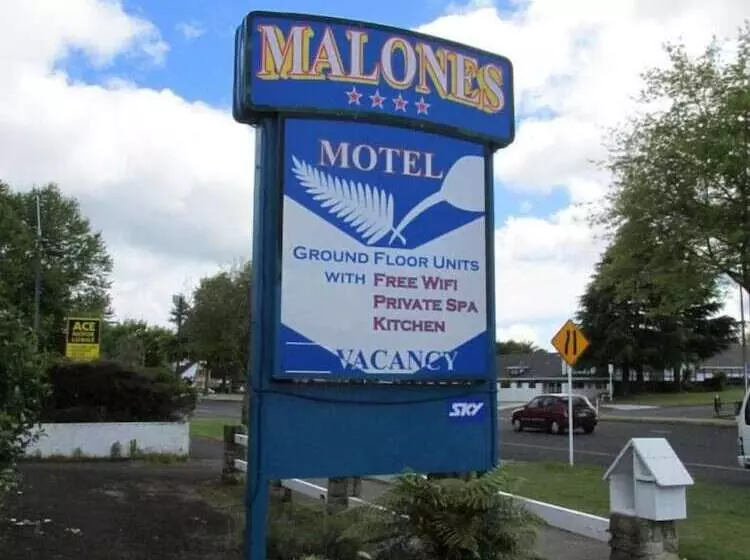 MALONES
MOTEL
GROUND FLOOR UNITS
WITH FREE WIFI
PRIVATE SPA
KITCHEN
VACANCY
SKY
ACE